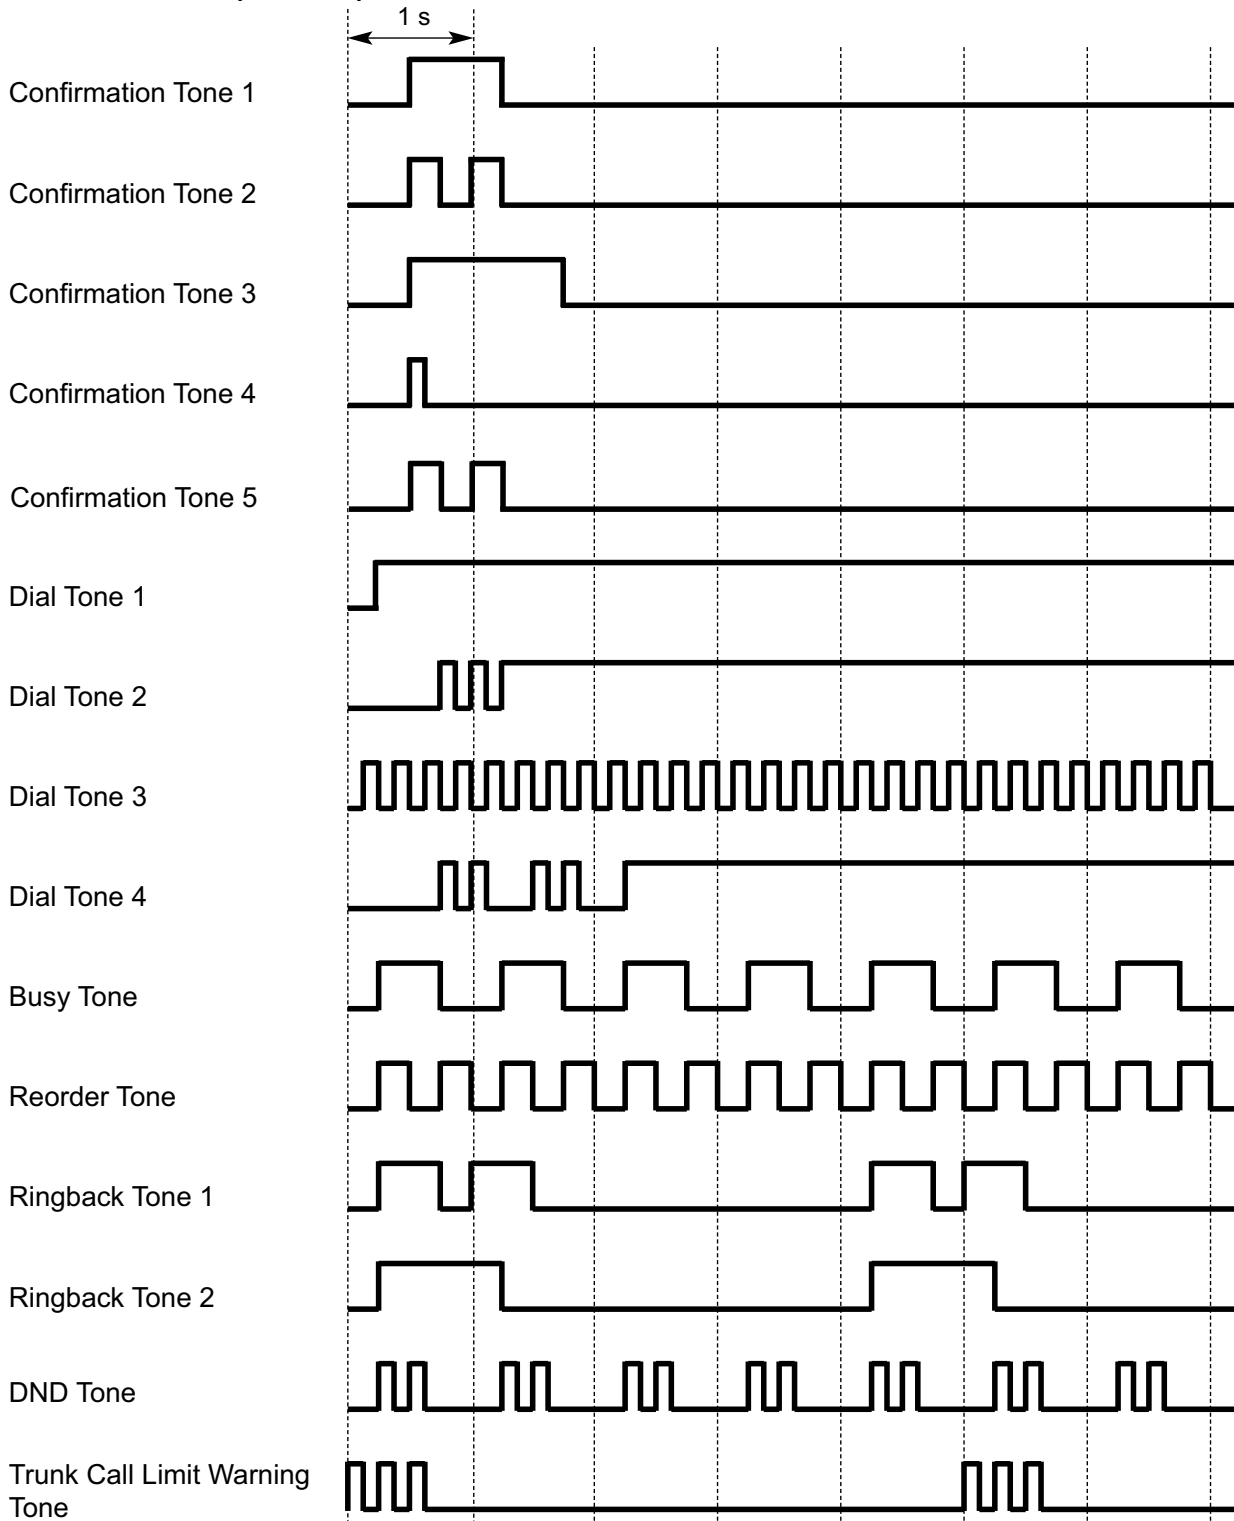 1 s
Confirmation Tone 1
Confirmation Tone 2
Confirmation Tone 3
Confirmation Tone 4
Confirmation Tone 5
Dial Tone 1
Dial Tone 2
Dial Tone 3
Dial Tone 4
Busy Tone
Reorder Tone
Ringback Tone 1
Ringback Tone 2
DND Tone
Trunk Call Limit Warning
Tone